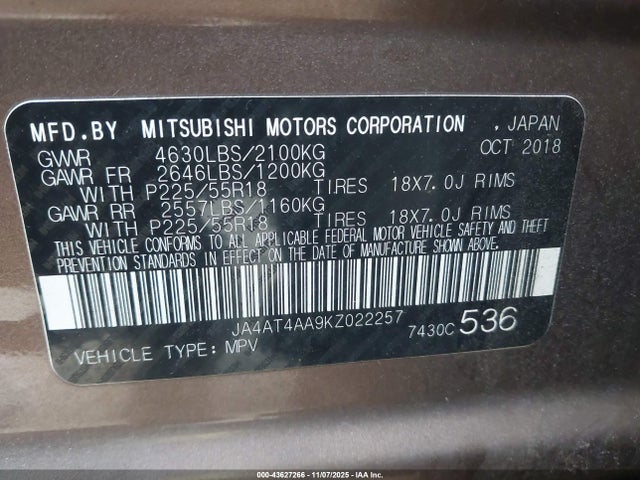 MFD.BY MITSUBISHI MOTORS CORPORATION , JAPAN
GVWR 4630LBS/2100KG OCT 2018
GAWR FR 2646LBS/1200KG
WITH P225/55R18 TIRES 18X7.0J RIMS
GAWR RR 2557LBS/1160KG
WITH P225/55R18 TIRES 18X7.0J RIMS
THIS VEHICLE CONFORMS TO ALL APPLICABLE FEDERAL MOTOR VEHICLE SAFETY AND THEFT
PREVENTION STANDARDS IN EFFECT ON THE DATE OF MANUFACTURE SHOWN ABOVE.
JA4AT4AA9KZ022257 7430C 536
VEHICLE TYPE: MPV
000-43627266 - 11/07/2025 - IAA Inc.